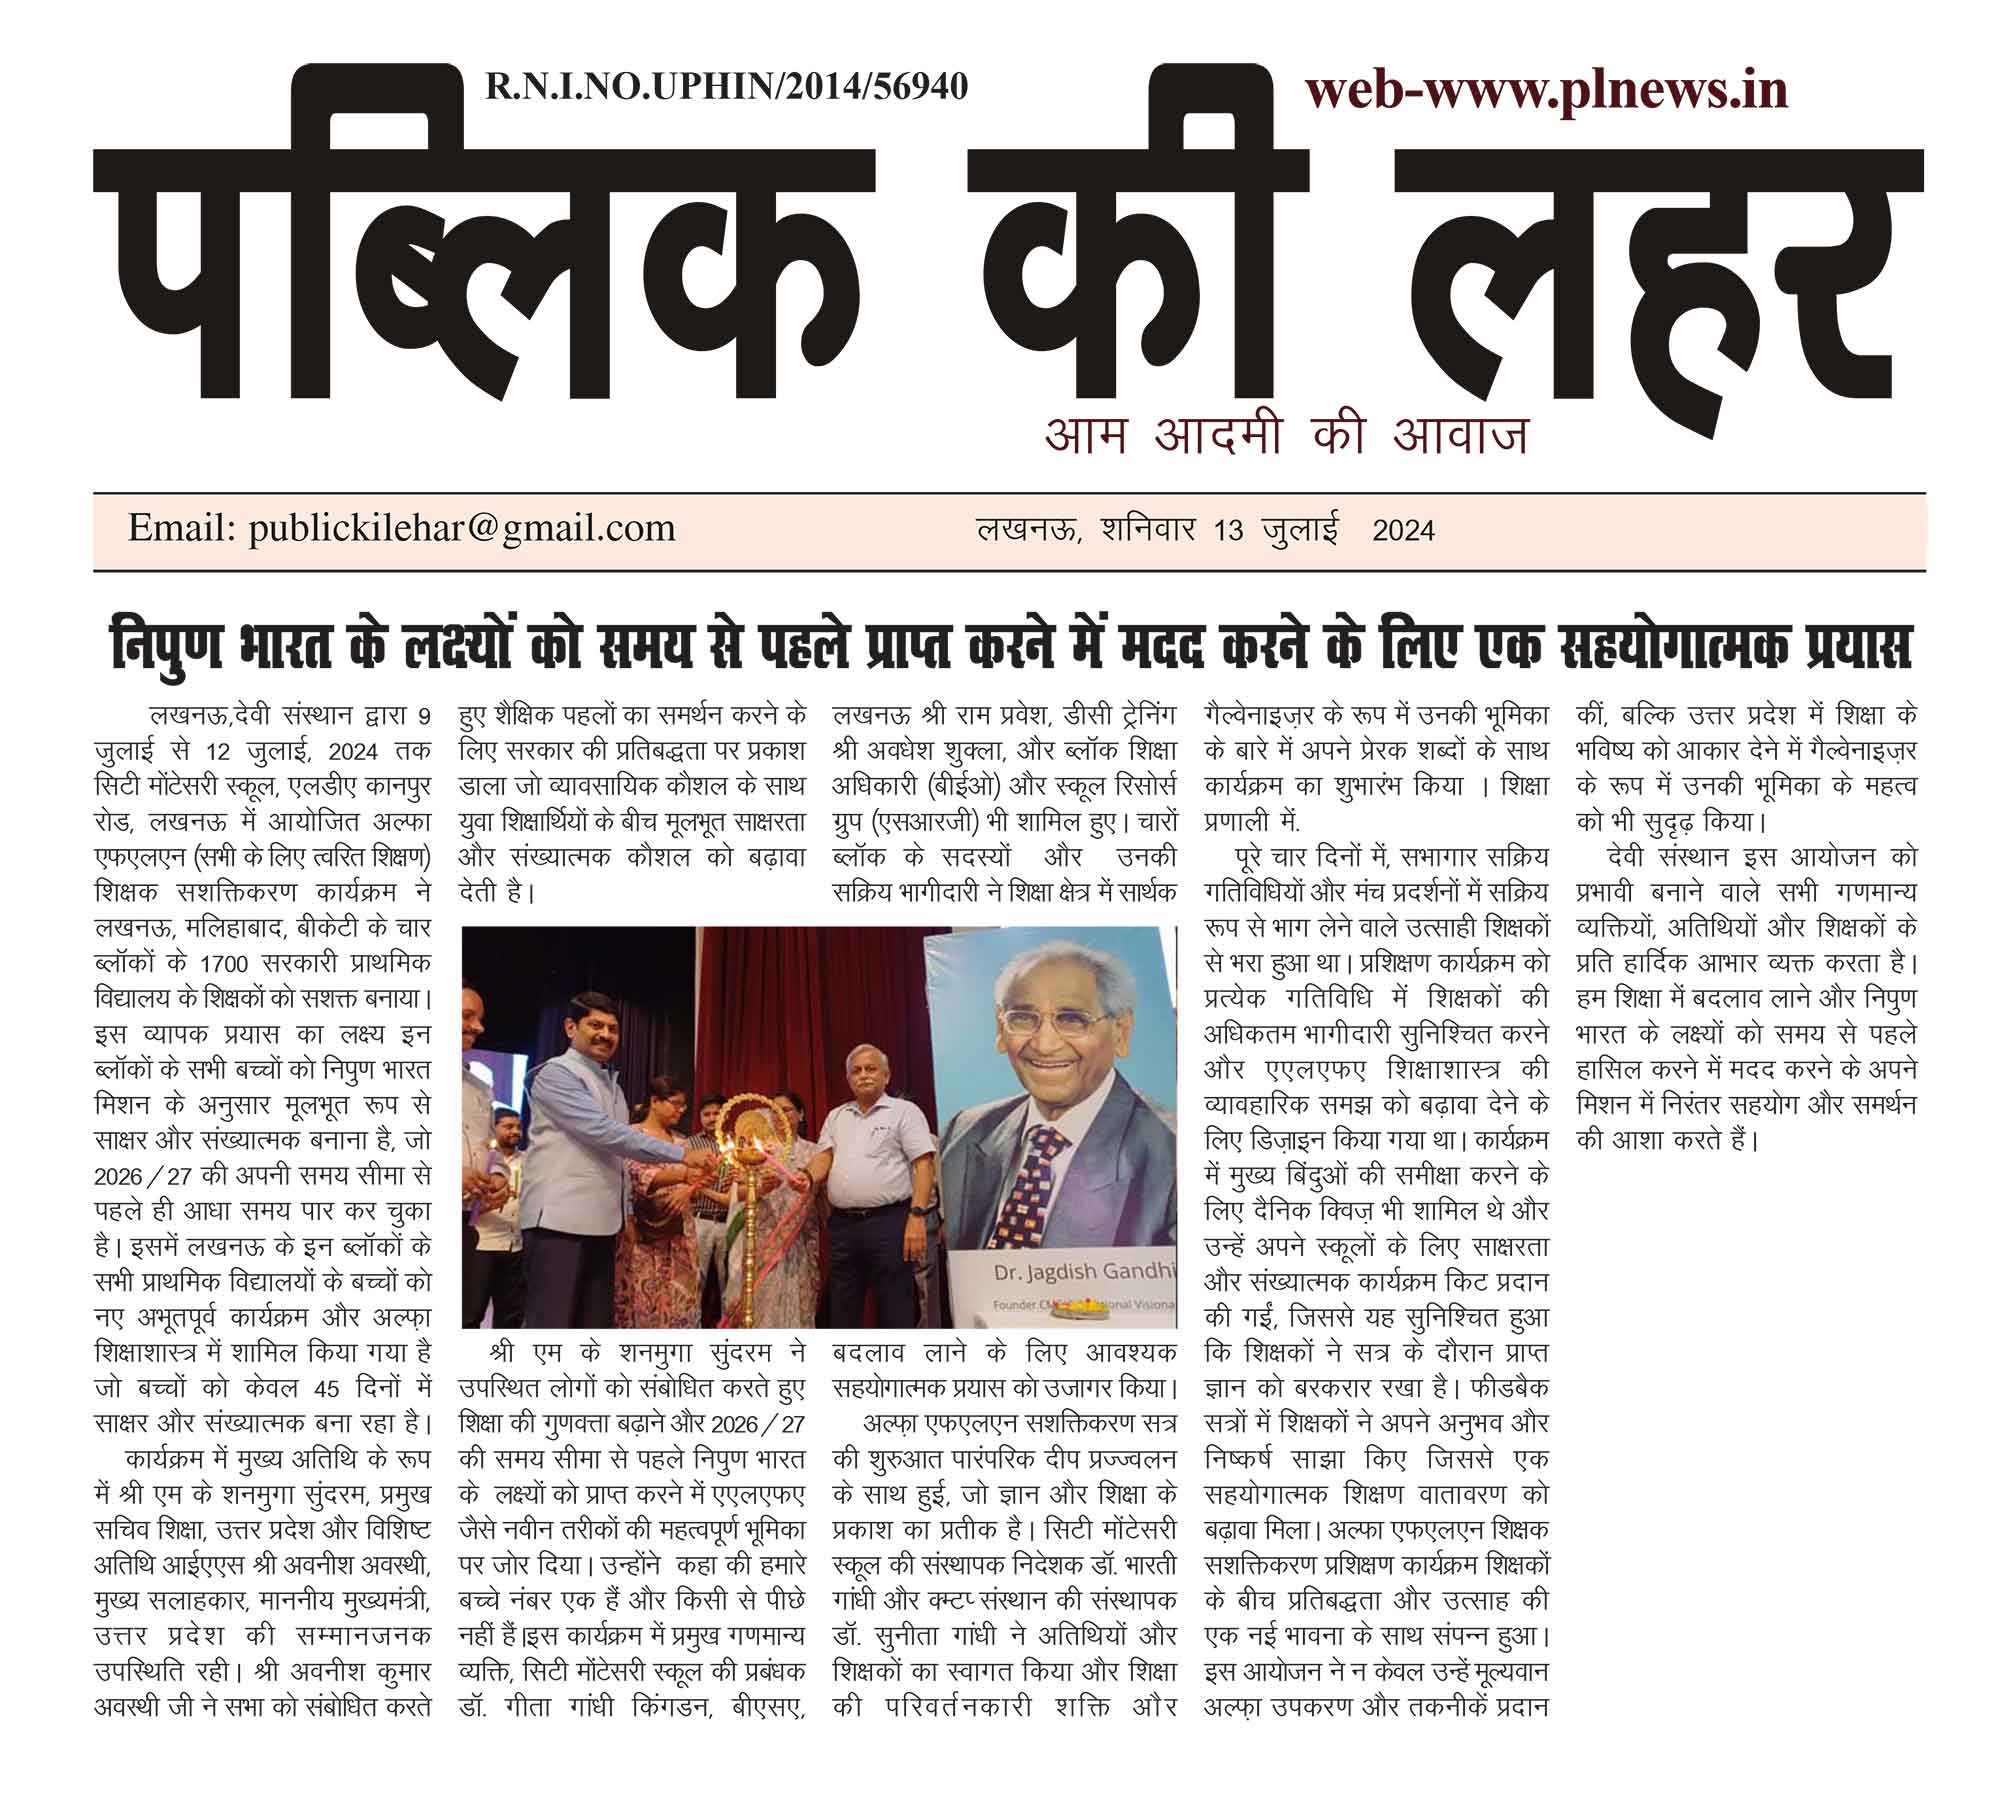 R.N.I.NO.UPHIN/2014/56940
web-www.plnews.in
पब्लिक की लहर
आम आदमी की आवाज
Email: publickilehar@gmail.com
लखनऊ, शनिवार 13 जुलाई 2024
निपुण भारत के लक्ष्यों को समय से पहले प्राप्त करने में मदद करने के लिए एक सहयोगात्मक प्रयास
लखनऊ,देवी संस्थान द्वारा 9
जुलाई से 12 जुलाई, 2024 तक
सिटी मोंटेसरी स्कूल, एलडीए कानपुर
रोड, लखनऊ में आयोजित अल्फा
एफएलएन (सभी के लिए त्वरित शिक्षण)
शिक्षक सशक्तिकरण कार्यक्रम ने
लखनऊ, मलिहाबाद, बीकेटी के चार
ब्लॉकों के 1700 सरकारी प्राथमिक
विद्यालय के शिक्षकों को सशक्त बनाया।
इस व्यापक प्रयास का लक्ष्य इन
ब्लॉकों के सभी बच्चों को निपुण भारत
मिशन के अनुसार मूलभूत रूप से
साक्षर और संख्यात्मक बनाना है, जो
2026/27 की अपनी समय सीमा से
पहले ही आधा समय पार कर चुका
है। इसमें लखनऊ के इन ब्लॉकों के
सभी प्राथमिक विद्यालयों के बच्चों को
नए अभूतपूर्व कार्यक्रम और अल्फ़ा
शिक्षाशास्त्र में शामिल किया गया है
जो बच्चों को केवल 45 दिनों में
साक्षर और संख्यात्मक बना रहा है।
कार्यक्रम में मुख्य अतिथि के रूप
में श्री एम के शनमुगा सुंदरम, प्रमुख
सचिव शिक्षा, उत्तर प्रदेश और विशिष्ट
अतिथि आईएएस श्री अवनीश अवस्थी,
मुख्य सलाहकार, माननीय मुख्यमंत्री,
उत्तर प्रदेश की सम्मानजनक
उपस्थिति रही। श्री अवनीश कुमार
अवस्थी जी ने सभा को संबोधित करते
हुए शैक्षिक पहलों का समर्थन करने के
लिए सरकार की प्रतिबद्धता पर प्रकाश
डाला जो व्यावसायिक कौशल के साथ
युवा शिक्षार्थियों के बीच मूलभूत साक्षरता
और संख्यात्मक कौशल को बढ़ावा
देती है।
Dr. Jagdish Gandhi
Founder CM
ional Visiona
श्री एम के शनमुगा सुंदरम ने
उपस्थित लोगों को संबोधित करते हुए
शिक्षा की गुणवत्ता बढ़ाने और 2026/27
की समय सीमा से पहले निपुण भारत
के लक्ष्यों को प्राप्त करने में एएलएफए
जैसे नवीन तरीकों की महत्वपूर्ण भूमिका
पर जोर दिया। उन्होंने कहा की हमारे
बच्चे नंबर एक हैं और किसी से पीछे
नहीं हैं।इस कार्यक्रम में प्रमुख गणमान्य
व्यक्ति, सिटी मोंटेसरी स्कूल की प्रबंधक
डॉ. गीता गांधी किंगडन, बीएसए,
लखनऊ श्री राम प्रवेश, डीसी ट्रेनिंग
श्री अवधेश शुक्ला, और ब्लॉक शिक्षा
अधिकारी (बीईओ) और स्कूल रिसोर्स
ग्रुप (एसआरजी) भी शामिल हुए। चारों
ब्लॉक के सदस्यों और उनकी
सक्रिय भागीदारी ने शिक्षा क्षेत्र में सार्थक
बदलाव लाने के लिए आवश्यक
सहयोगात्मक प्रयास को उजागर किया।
अल्फ़ा एफएलएन सशक्तिकरण सत्र
की शुरुआत पारंपरिक दीप प्रज्ज्वलन
के साथ हुई, जो ज्ञान और शिक्षा के
प्रकाश का प्रतीक है। सिटी मोंटेसरी
स्कूल की संस्थापक निदेशक डॉ. भारती
गांधी और क्म्टप् संस्थान की संस्थापक
डॉ. सुनीता गांधी ने अतिथियों और
शिक्षकों का स्वागत किया और शिक्षा
की परिवर्तनकारी शक्ति और
गैल्वेनाइज़र के रूप में उनकी भूमिका
के बारे में अपने प्रेरक शब्दों के साथ
कार्यक्रम का शुभारंभ किया । शिक्षा
प्रणाली में.
पूरे चार दिनों में, सभागार सक्रिय
गतिविधियों और मंच प्रदर्शनों में सक्रिय
रूप से भाग लेने वाले उत्साही शिक्षकों
से भरा हुआ था। प्रशिक्षण कार्यक्रम को
प्रत्येक गतिविधि में शिक्षकों की
अधिकतम भागीदारी सुनिश्चित करने
और एएलएफए शिक्षाशास्त्र की
व्यावहारिक समझ को बढ़ावा देने के
लिए डिज़ाइन किया गया था। कार्यक्रम
में मुख्य बिंदुओं की समीक्षा करने के
लिए दैनिक क्विज़ भी शामिल थे और
उन्हें अपने स्कूलों के लिए साक्षरता
और संख्यात्मक कार्यक्रम किट प्रदान
की गईं, जिससे यह सुनिश्चित हुआ
कि शिक्षकों ने सत्र के दौरान प्राप्त
ज्ञान को बरकरार रखा है। फीडबैक
सत्रों में शिक्षकों ने अपने अनुभव और
निष्कर्ष साझा किए जिससे एक
सहयोगात्मक शिक्षण वातावरण को
बढ़ावा मिला। अल्फा एफएलएन शिक्षक
सशक्तिकरण प्रशिक्षण कार्यक्रम शिक्षकों
के बीच प्रतिबद्धता और उत्साह की
एक नई भावना के साथ संपन्न हुआ।
इस आयोजन ने न केवल उन्हें मूल्यवान
अल्फ़ा उपकरण और तकनीकें प्रदान
कीं, बल्कि उत्तर प्रदेश में शिक्षा के
भविष्य को आकार देने में गैल्वेनाइज़र
के रूप में उनकी भूमिका के महत्व
को भी सुदृढ़ किया।
देवी संस्थान इस आयोजन को
प्रभावी बनाने वाले सभी गणमान्य
व्यक्तियों, अतिथियों और शिक्षकों के
प्रति हार्दिक आभार व्यक्त करता है।
हम शिक्षा में बदलाव लाने और निपुण
भारत के लक्ष्यों को समय से पहले
हासिल करने में मदद करने के अपने
मिशन में निरंतर सहयोग और समर्थन
की आशा करते हैं।